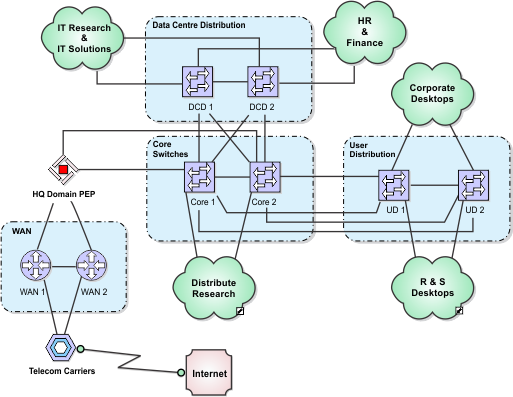 IT Research
&
IT Solutions
Data Centre Distribution
HR
&
Finance
DCD 1
DCD 2
Corporate
Desktops
Core
Switches
User
Distribution
HQ Domain PEP
Core 1
Core 2
UD 1
UD 2
WAN
WAN 1
WAN 2
Distribute
Research
R & S
Desktops
Telecom Carriers
Internet